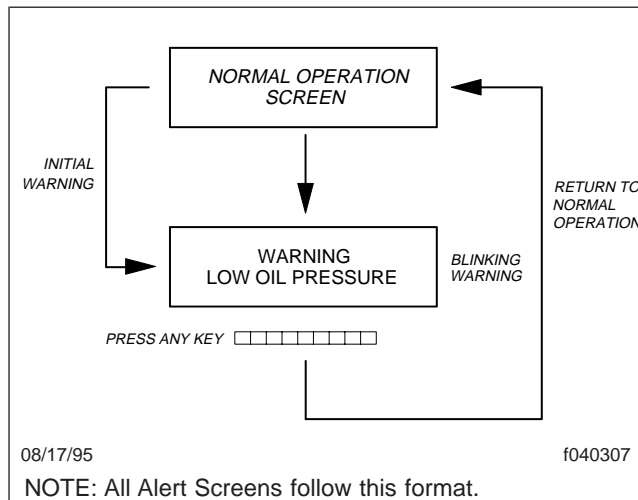 NORMAL OPERATION
SCREEN
INITIAL
WARNING
RETURN TO
NORMAL
OPERATION
WARNING
LOW OIL PRESSURE
BLINKING
WARNING
PRESS ANY KEY
08/17/95
f040307
NOTE: All Alert Screens follow this format.